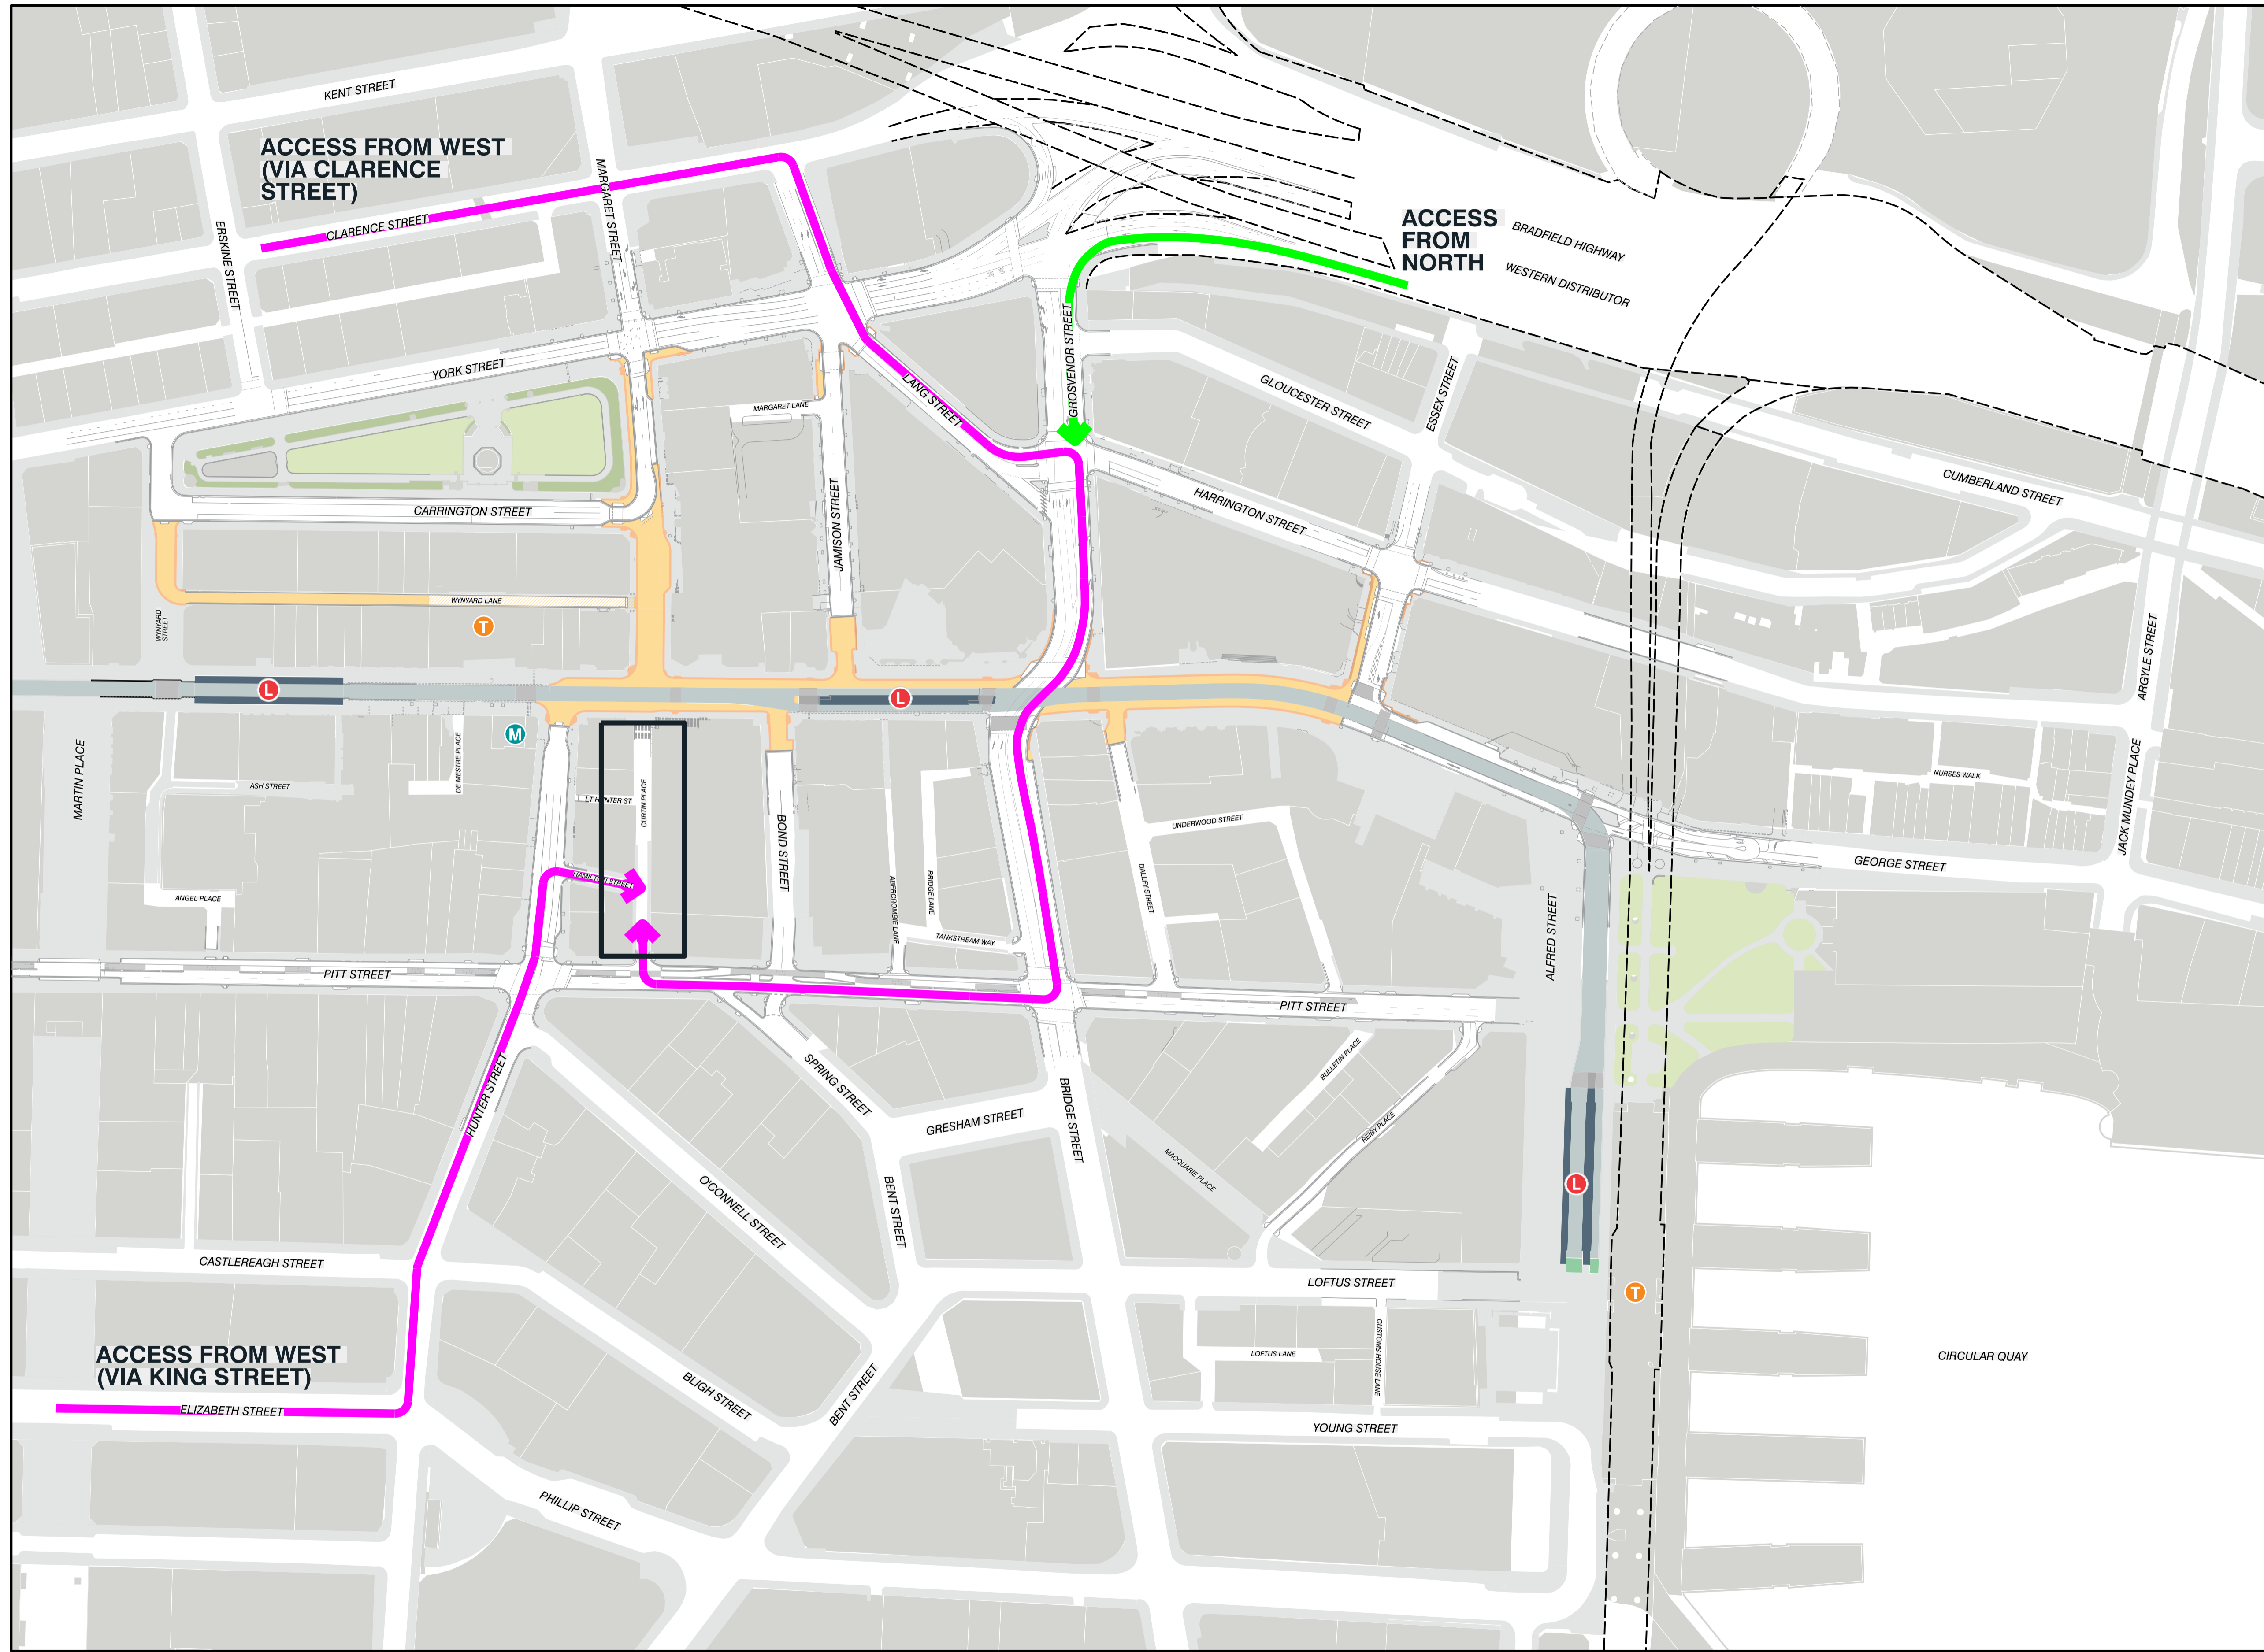 KENT STREET
ACCESS FROM WEST
(VIA CLARENCE
STREET)
MARGARET STREET
CLARENCE STREET
ERSKINE STREET
ACCESS
FROM
NORTH
BRADFIELD HIGHWAY
WESTERN DISTRIBUTOR
YORK STREET
MARGARET LANE
LANG STREET
GROSVENOR STREET
GLOUCESTER STREET
ESSEX STREET
CUMBERLAND STREET
CARRINGTON STREET
JAMISON STREET
HARRINGTON STREET
WYNYARD
STREET
WYNYARD LANE
T
ARGYLE STREET
L
L
M
MARTIN PLACE
ASH STREET
DE MESTRE PLACE
LT HUNTER ST
CURTIN PLACE
BOND STREET
UNDERWOOD STREET
NURSES WALK
JACK MUNDEY PLACE
GEORGE STREET
HAMILTON STREET
ANGEL PLACE
ABERCROMBIE LANE
BRIDGE LANE
DALLEY STREET
TANKSTREAM WAY
ALFRED STREET
PITT STREET
PITT STREET
HUNTER STREET
SPRING STREET
GRESHAM STREET
BRIDGE STREET
BULLETIN PLACE
REIBY PLACE
MACQUARIE PLACE
O'CONNELL STREET
BENT STREET
L
CASTLEREAGH STREET
LOFTUS STREET
T
ACCESS FROM WEST
(VIA KING STREET)
LOFTUS LANE
CUSTOMS HOUSE LANE
CIRCULAR QUAY
BLIGH STREET
BENT STREET
ELIZABETH STREET
YOUNG STREET
PHILLIP STREET